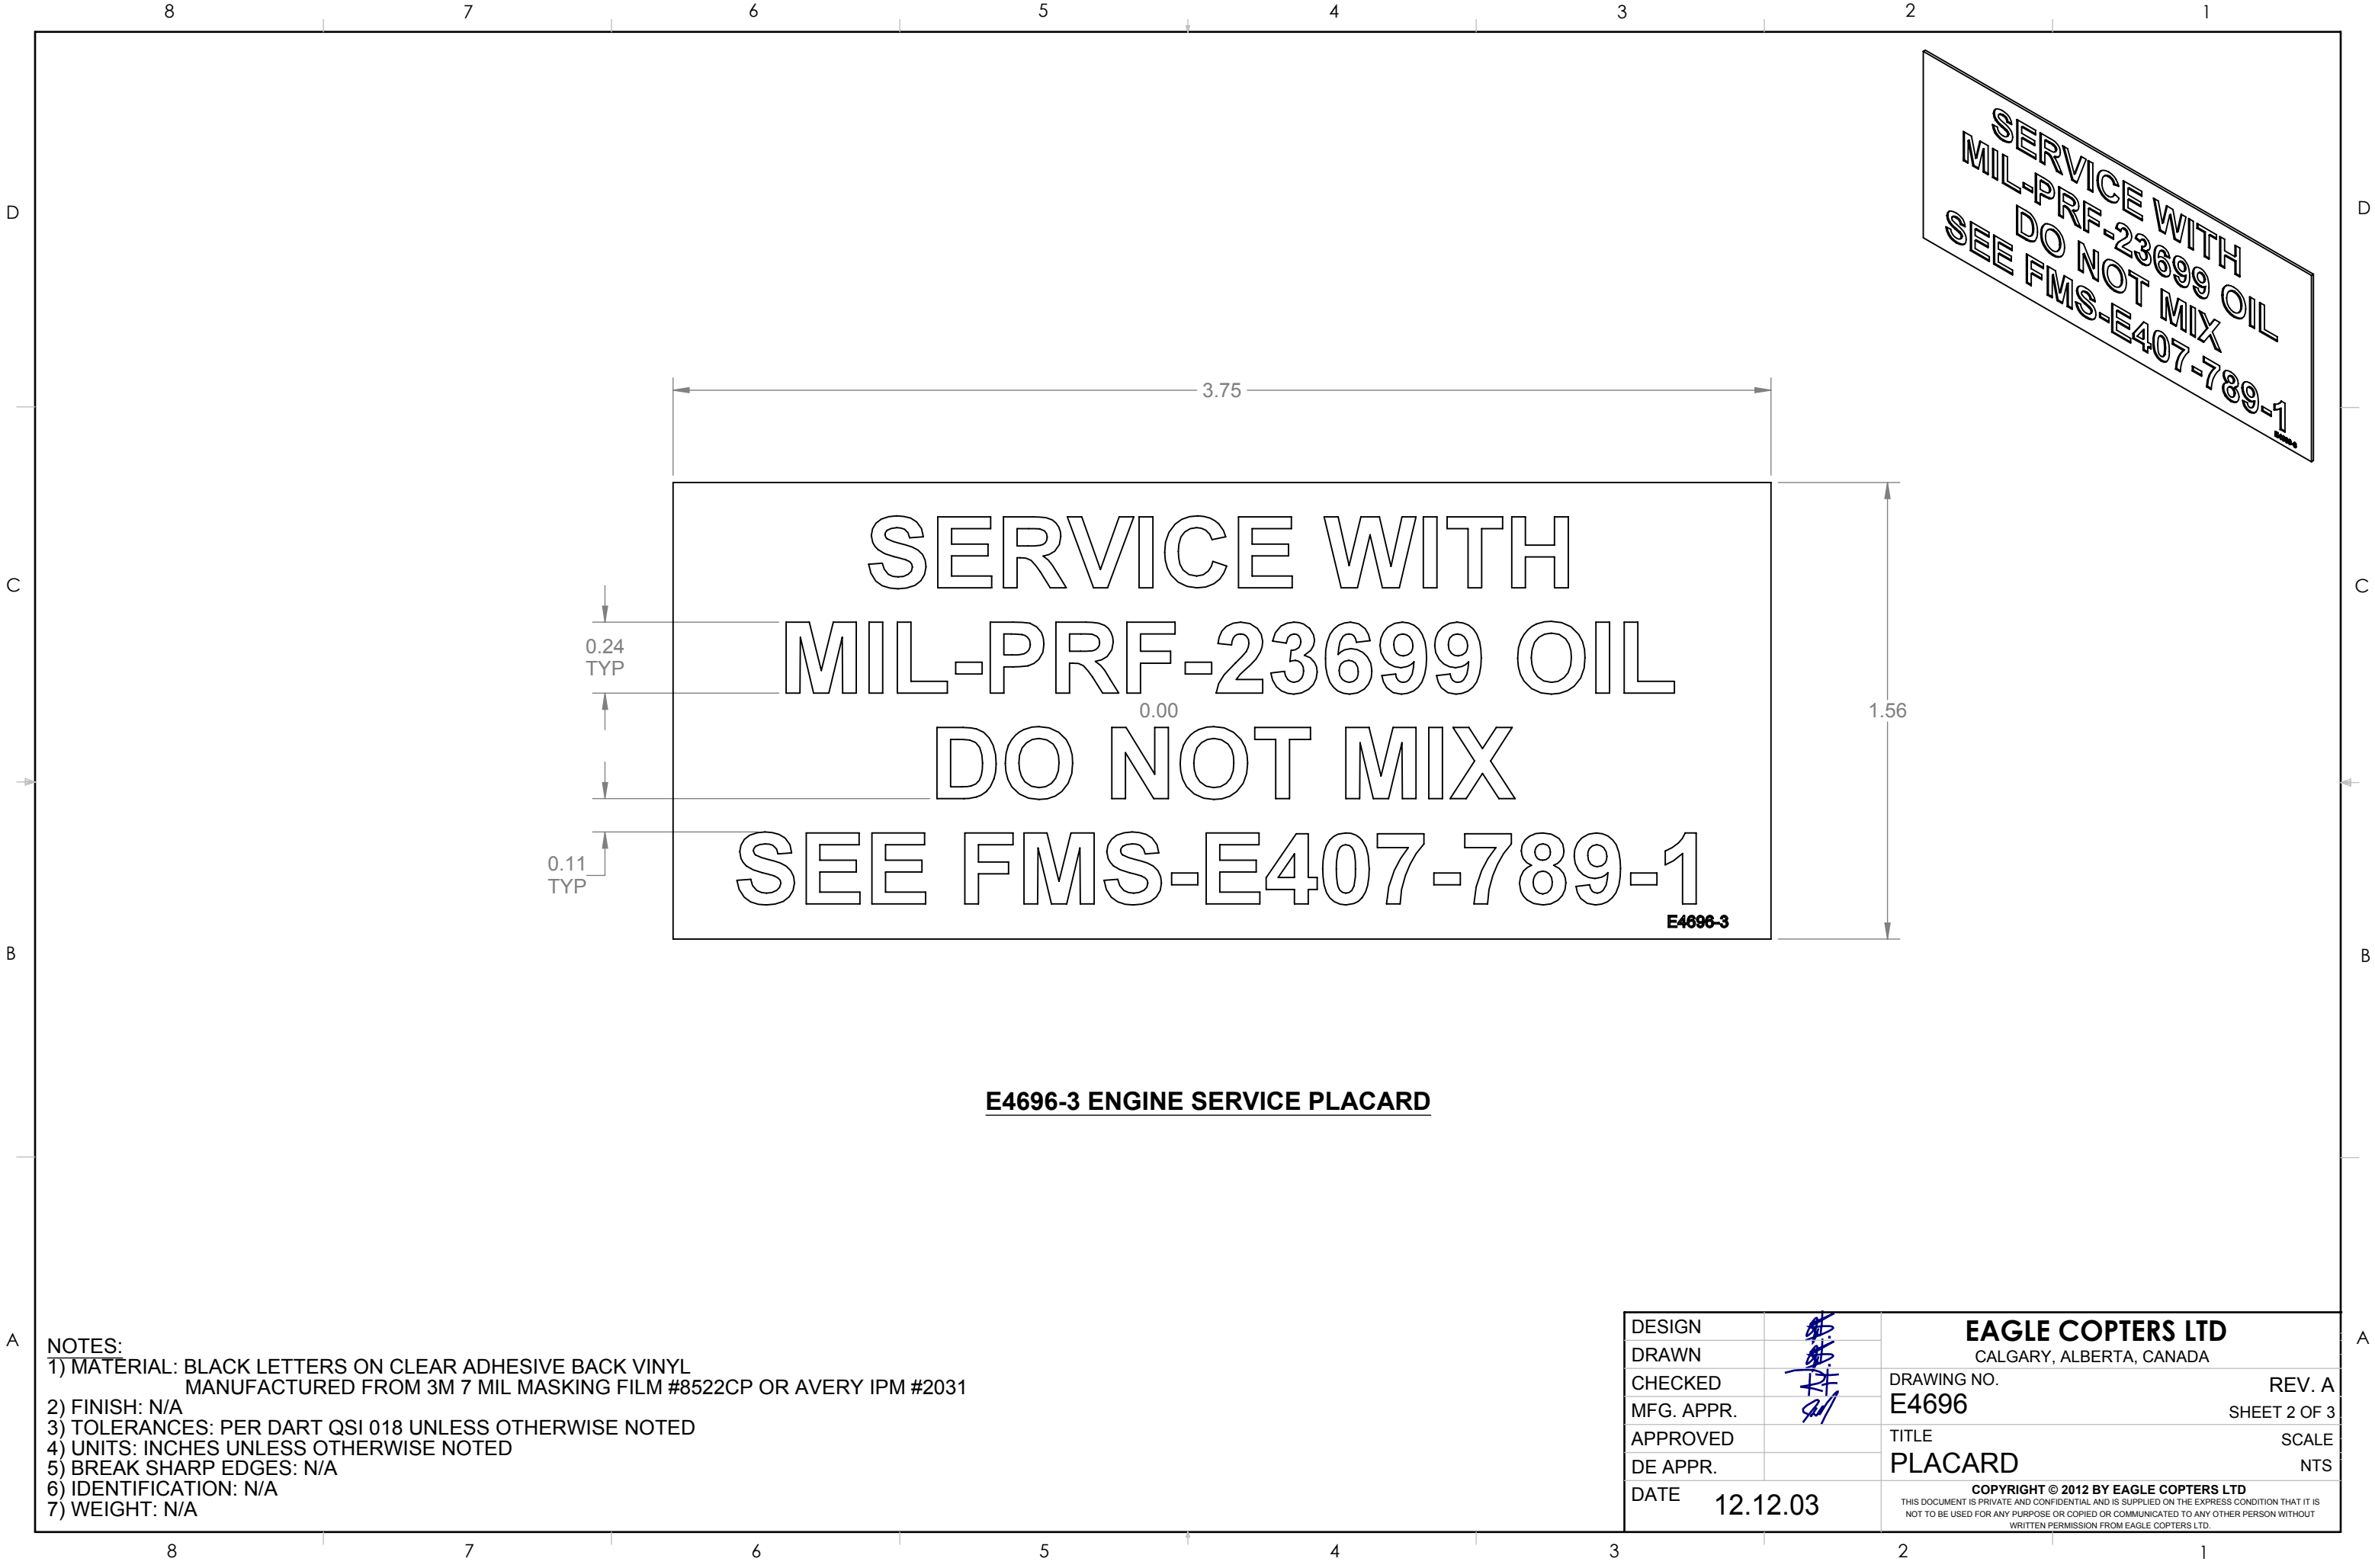 8 7 6 5 4 3 2 1
D D
SERVICE WITH
MIL-PRF-23699 OIL
DO NOT MIX
SEE FMS-E407-789-1
E4696-3
3.75
C C
SERVICE WITH
MIL-PRF-23699 OIL
DO NOT MIX
SEE FMS-E407-789-1
E4696-3
0.24
TYP
0.00
1.56
0.11
TYP
B B
E4696-3 ENGINE SERVICE PLACARD
A A
NOTES:
1) MATERIAL: BLACK LETTERS ON CLEAR ADHESIVE BACK VINYL
MANUFACTURED FROM 3M 7 MIL MASKING FILM #8522CP OR AVERY IPM #2031
2) FINISH: N/A
3) TOLERANCES: PER DART QSI 018 UNLESS OTHERWISE NOTED
4) UNITS: INCHES UNLESS OTHERWISE NOTED
5) BREAK SHARP EDGES: N/A
6) IDENTIFICATION: N/A
7) WEIGHT: N/A
DESIGN
DRAWN
CHECKED
MFG. APPR.
APPROVED
DE APPR.
DATE 12.12.03
EAGLE COPTERS LTD
CALGARY, ALBERTA, CANADA
DRAWING NO. REV. A
E4696 SHEET 2 OF 3
TITLE SCALE
PLACARD NTS
COPYRIGHT © 2012 BY EAGLE COPTERS LTD
THIS DOCUMENT IS PRIVATE AND CONFIDENTIAL AND IS SUPPLIED ON THE EXPRESS CONDITION THAT IT IS
NOT TO BE USED FOR ANY PURPOSE OR COPIED OR COMMUNICATED TO ANY OTHER PERSON WITHOUT
WRITTEN PERMISSION FROM EAGLE COPTERS LTD.
8 7 6 5 4 3 2 1